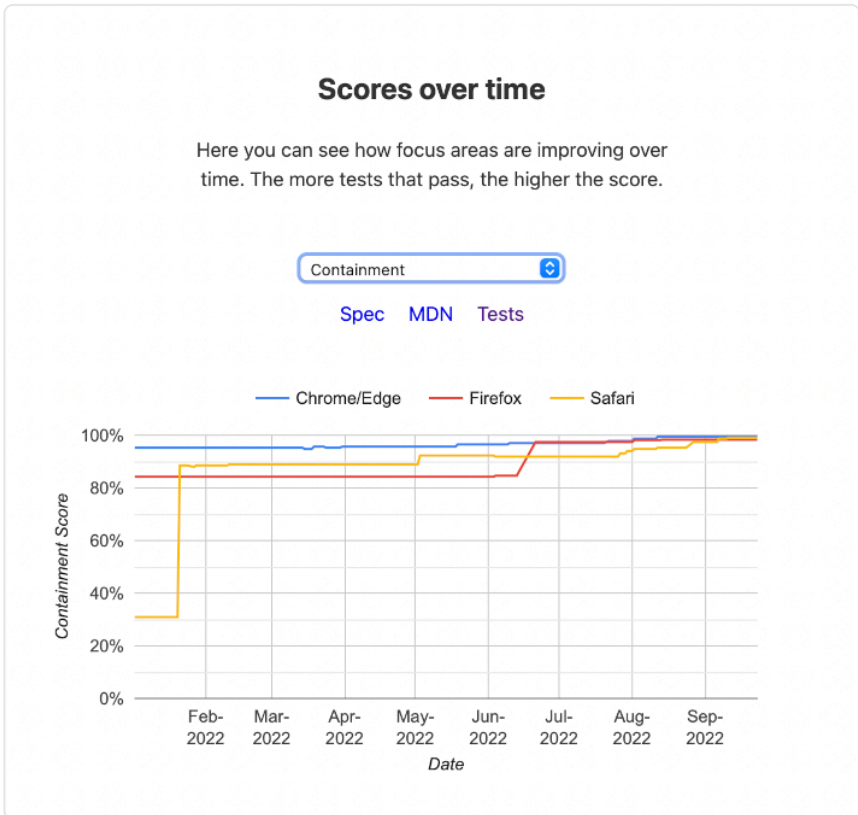 Scores over time
Here you can see how focus areas are improving over
time. The more tests that pass, the higher the score.
Containment
Spec MDN Tests
Chrome/Edge Firefox Safari
Containment Score
100%
80%
60%
40%
20%
0%
Feb-2022 Mar-2022 Apr-2022 May-2022 Jun-2022 Jul-2022 Aug-2022 Sep-2022
Date